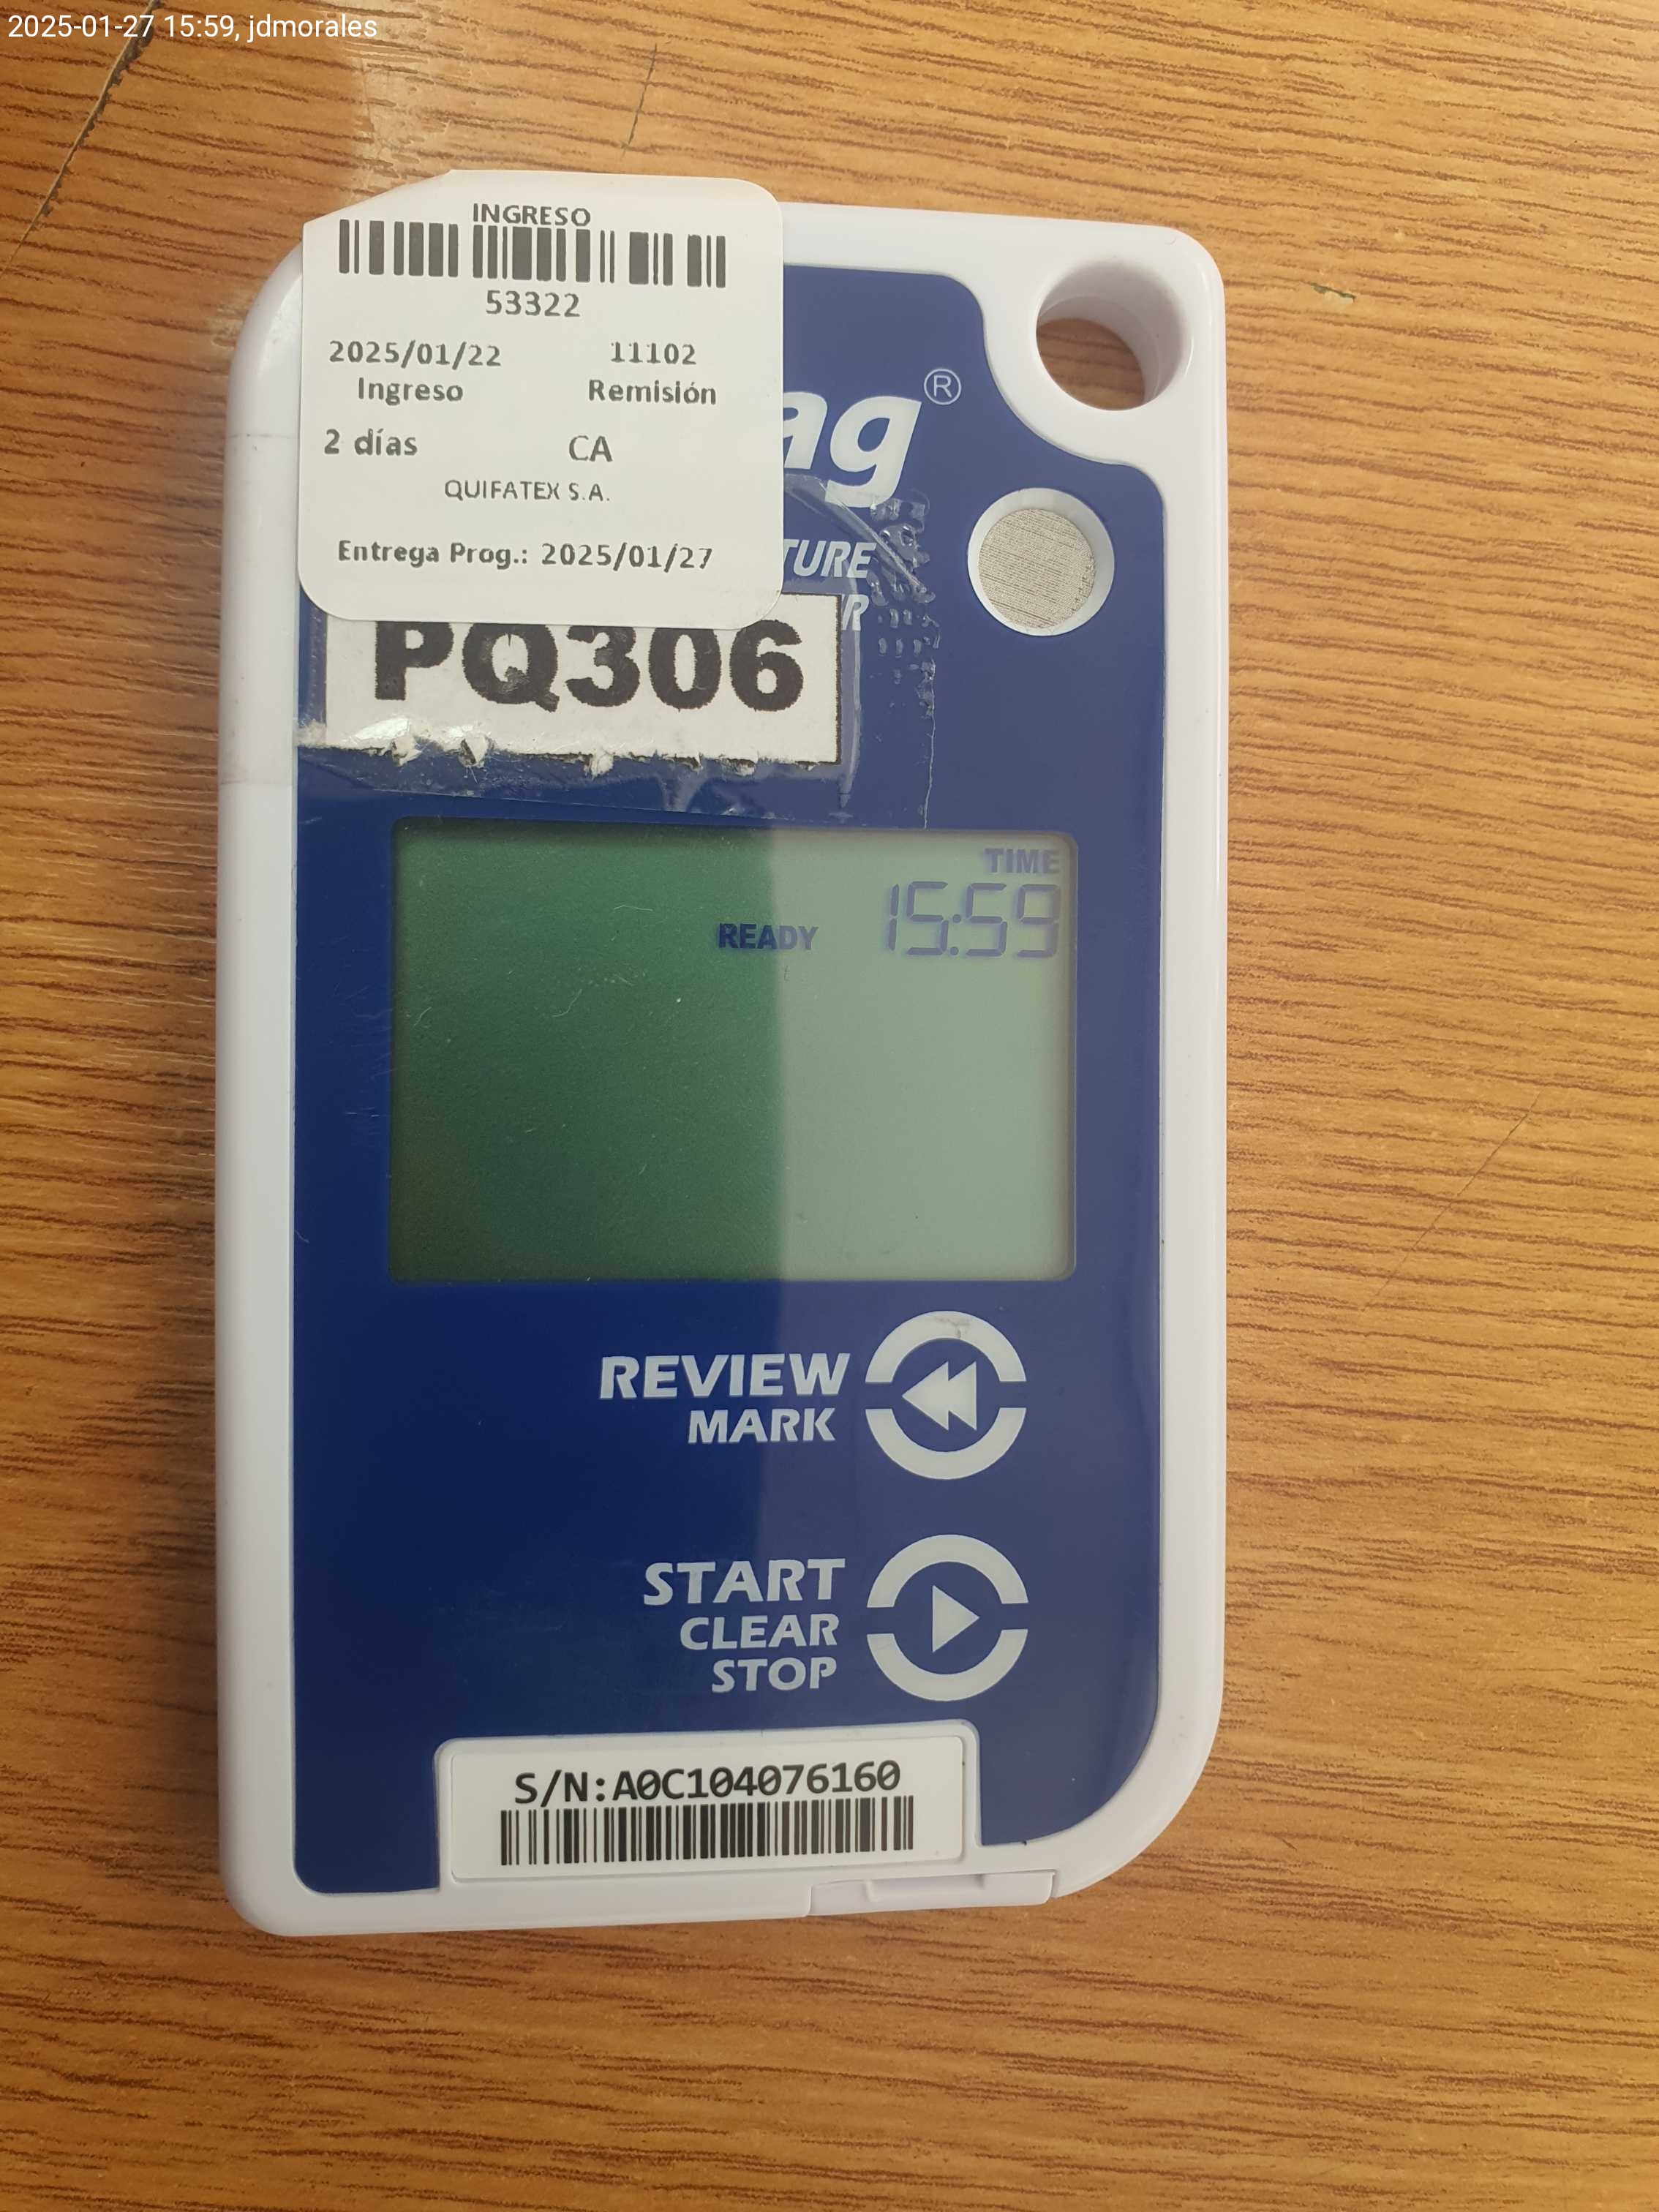 2025-01-27 15:59, jdmorales
INGRESO
53322
2025/01/22 11102
Ingreso Remisión
2 días CA
QUIFATEX S.A.
Entrega Prog.: 2025/01/27
®
PQ306
TIME
READY 15:59
REVIEW
MARK
START
CLEAR
STOP
S/N:A0C104076160